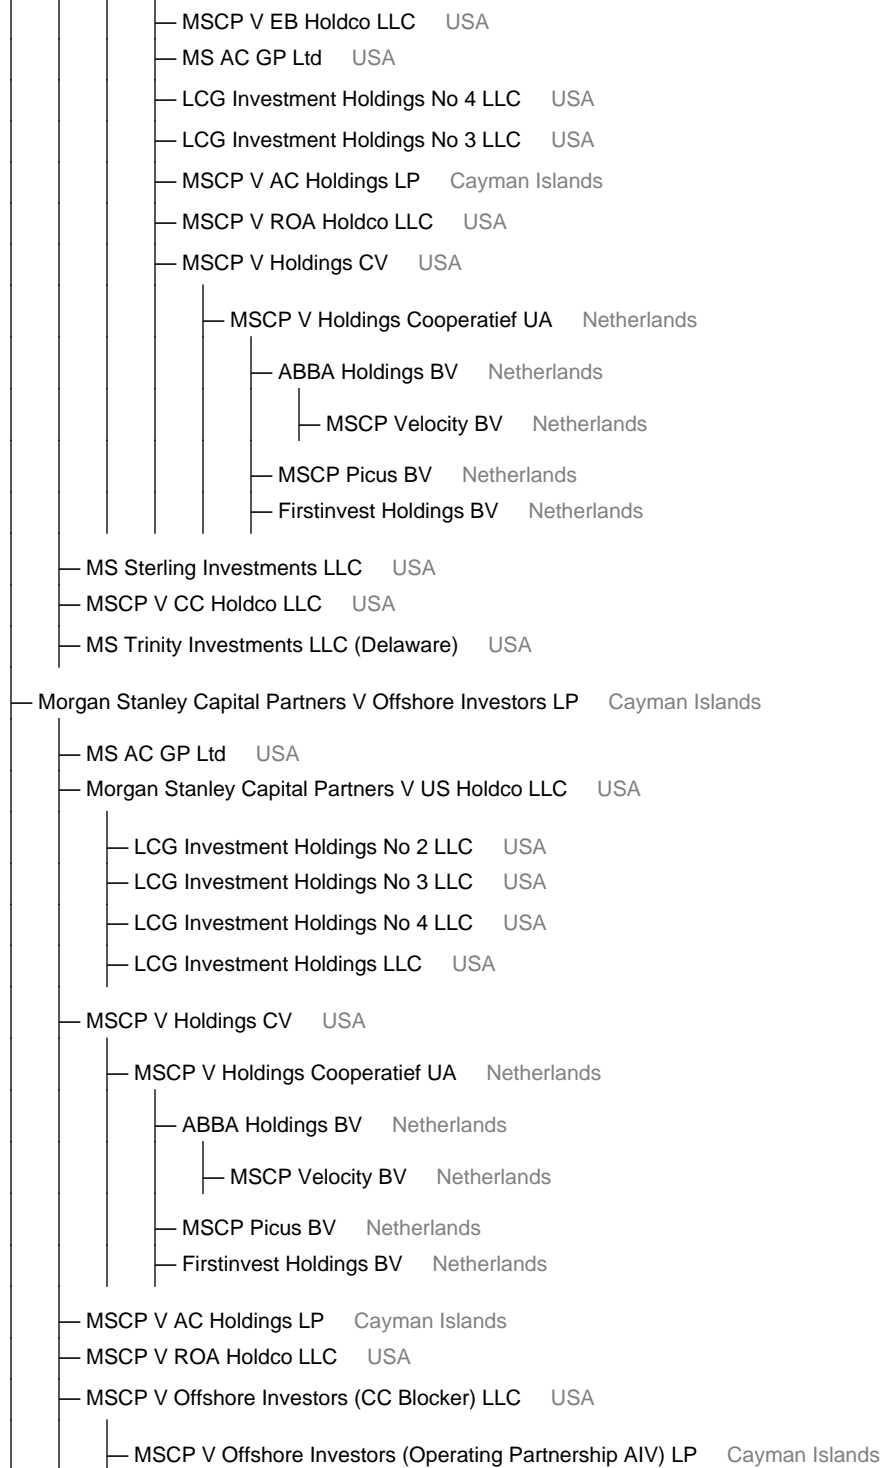 MSCP V EB Holdco LLC USA
MS AC GP Ltd USA
LCG Investment Holdings No 4 LLC USA
LCG Investment Holdings No 3 LLC USA
MSCP V AC Holdings LP Cayman Islands
MSCP V ROA Holdco LLC USA
MSCP V Holdings CV USA
MSCP V Holdings Cooperatief UA Netherlands
ABBA Holdings BV Netherlands
MSCP Velocity BV Netherlands
MSCP Picus BV Netherlands
Firstinvest Holdings BV Netherlands
MS Sterling Investments LLC USA
MSCP V CC Holdco LLC USA
MS Trinity Investments LLC (Delaware) USA
Morgan Stanley Capital Partners V Offshore Investors LP Cayman Islands
MS AC GP Ltd USA
Morgan Stanley Capital Partners V US Holdco LLC USA
LCG Investment Holdings No 2 LLC USA
LCG Investment Holdings No 3 LLC USA
LCG Investment Holdings No 4 LLC USA
LCG Investment Holdings LLC USA
MSCP V Holdings CV USA
MSCP V Holdings Cooperatief UA Netherlands
ABBA Holdings BV Netherlands
MSCP Velocity BV Netherlands
MSCP Picus BV Netherlands
Firstinvest Holdings BV Netherlands
MSCP V AC Holdings LP Cayman Islands
MSCP V ROA Holdco LLC USA
MSCP V Offshore Investors (CC Blocker) LLC USA
MSCP V Offshore Investors (Operating Partnership AIV) LP Cayman Islands